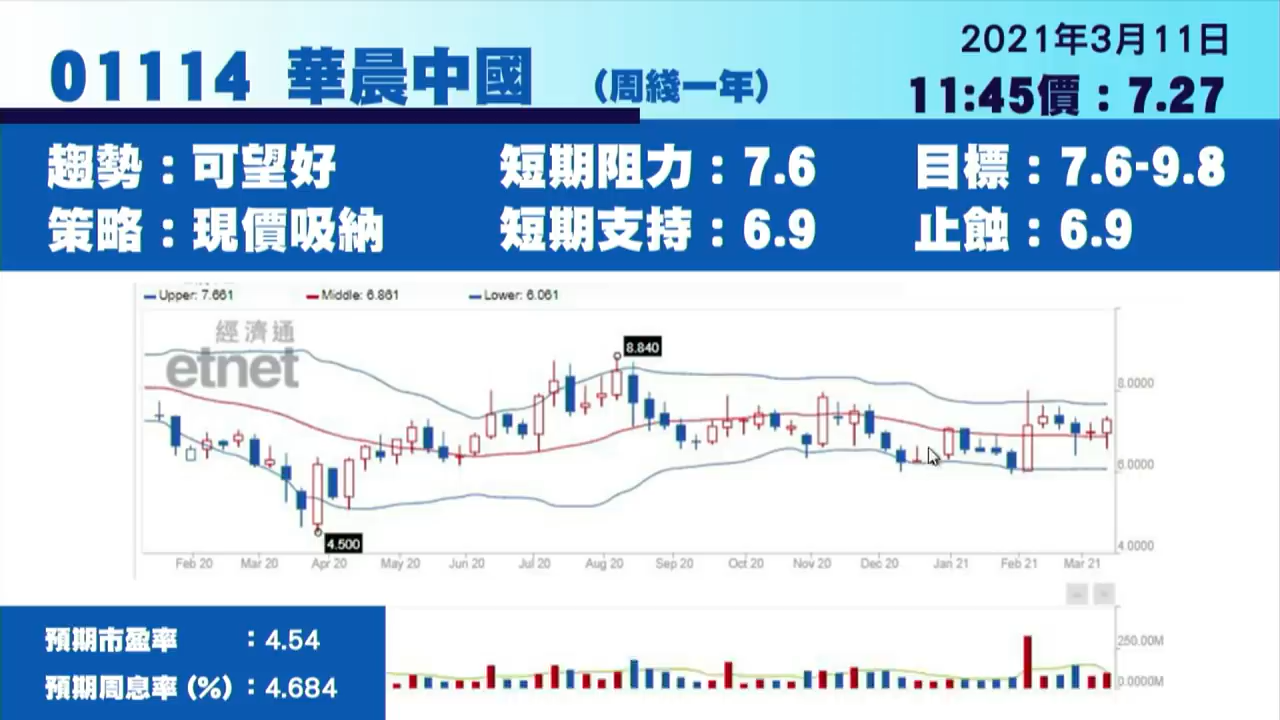 01114 華晨中國 (周綫一年)
2021年3月11日
11:45價:7.27
趨勢:可望好
策略:現價吸納
短期阻力:7.6
短期支持:6.9
目標:7.6-9.8
止蝕:6.9
Upper: 7.661 Middle: 6.861 Lower: 6.061
經濟通
etnet
8.840
4.500
8.0000
6.0000
4.0000
Feb 20 Mar 20 Apr 20 May 20 Jun 20 Jul 20 Aug 20 Sep 20 Oct 20 Nov 20 Dec 20 Jan 21 Feb 21 Mar 21
250.00M
0.0000M
預期市盈率 :4.54
預期周息率 (%):4.684